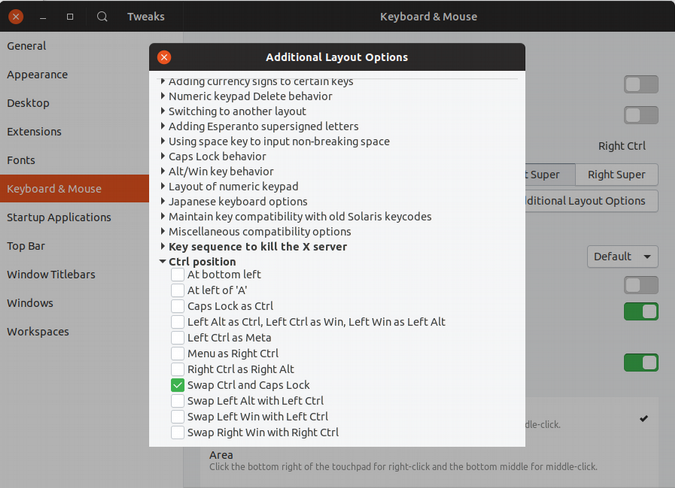 Tweaks
Keyboard & Mouse
General
Appearance
Desktop
Extensions
Fonts
Keyboard & Mouse
Startup Applications
Top Bar
Window Titlebars
Windows
Workspaces
Additional Layout Options
Adding currency signs to certain keys
Numeric keypad Delete behavior
Switching to another layout
Adding Esperanto supersigned letters
Using space key to input non-breaking space
Caps Lock behavior
Alt/Win key behavior
Layout of numeric keypad
Japanese keyboard options
Maintain key compatibility with old Solaris keycodes
Miscellaneous compatibility options
Key sequence to kill the X server
Ctrl position
At bottom left
At left of 'A'
Caps Lock as Ctrl
Left Alt as Ctrl, Left Ctrl as Win, Left Win as Left Alt
Left Ctrl as Meta
Menu as Right Ctrl
Right Ctrl as Right Alt
Swap Ctrl and Caps Lock
Swap Left Alt with Left Ctrl
Swap Left Win with Left Ctrl
Swap Right Win with Right Ctrl
Right Ctrl
t Super
Right Super
ditional Layout Options
Default
dle-click.
Area
Click the bottom right of the touchpad for right-click and the bottom middle for middle-click.